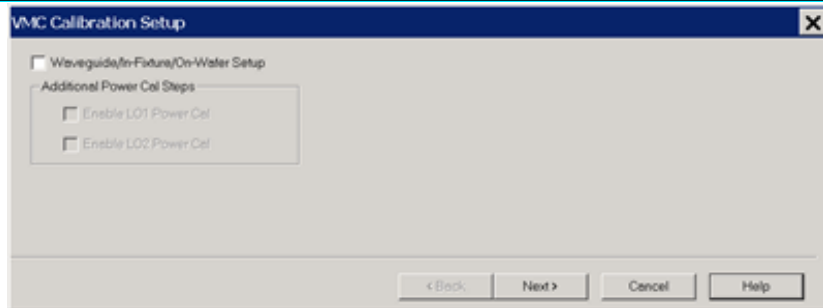 VMC Calibration Setup
Waveguide/In-Fixture/On-Wafer Setup
Additional Power Cal Steps
Enable LO1 Power Cal
Enable LO2 Power Cal
< Back
Next >
Cancel
Help